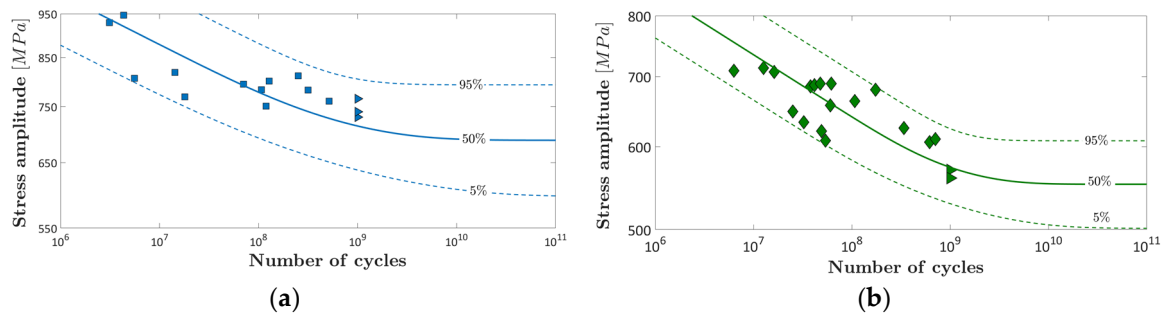 Stress amplitude [MPa]
950
850
750
650
550
95%
50%
5%
10^6 10^7 10^8 10^9 10^10 10^11
Number of cycles
(a)
Stress amplitude [MPa]
800
700
600
500
95%
50%
5%
10^6 10^7 10^8 10^9 10^10 10^11
Number of cycles
(b)